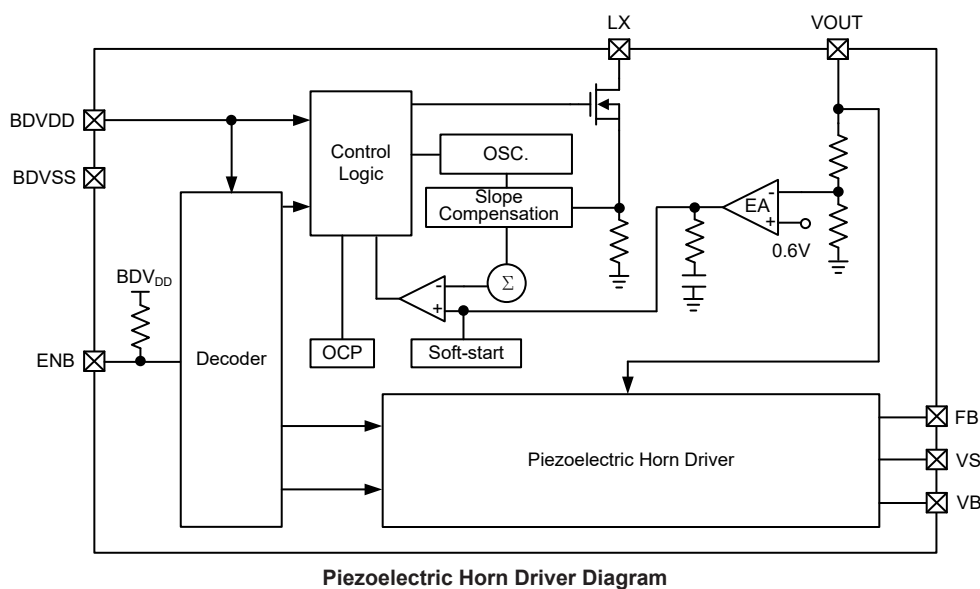 LX
VOUT
BDVDD
BDVSS
Control
Logic
OSC.
Slope
Compensation
EA
-
+
0.6V
Σ
-
+
BDVDD
ENB
Decoder
OCP
Soft-start
Piezoelectric Horn Driver
FB
VS
VB
Piezoelectric Horn Driver Diagram